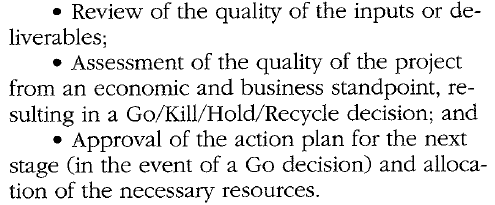 • Review of the quality of the inputs or de-
liverables;
• Assessment of the quality of the project
from an economic and business standpoint, re-
sulting in a Go/Kill/Hold/Recycle decision; and
• Approval of the action plan for the next
stage (in the event of a Go decision) and alloca-
tion of the necessary resources.